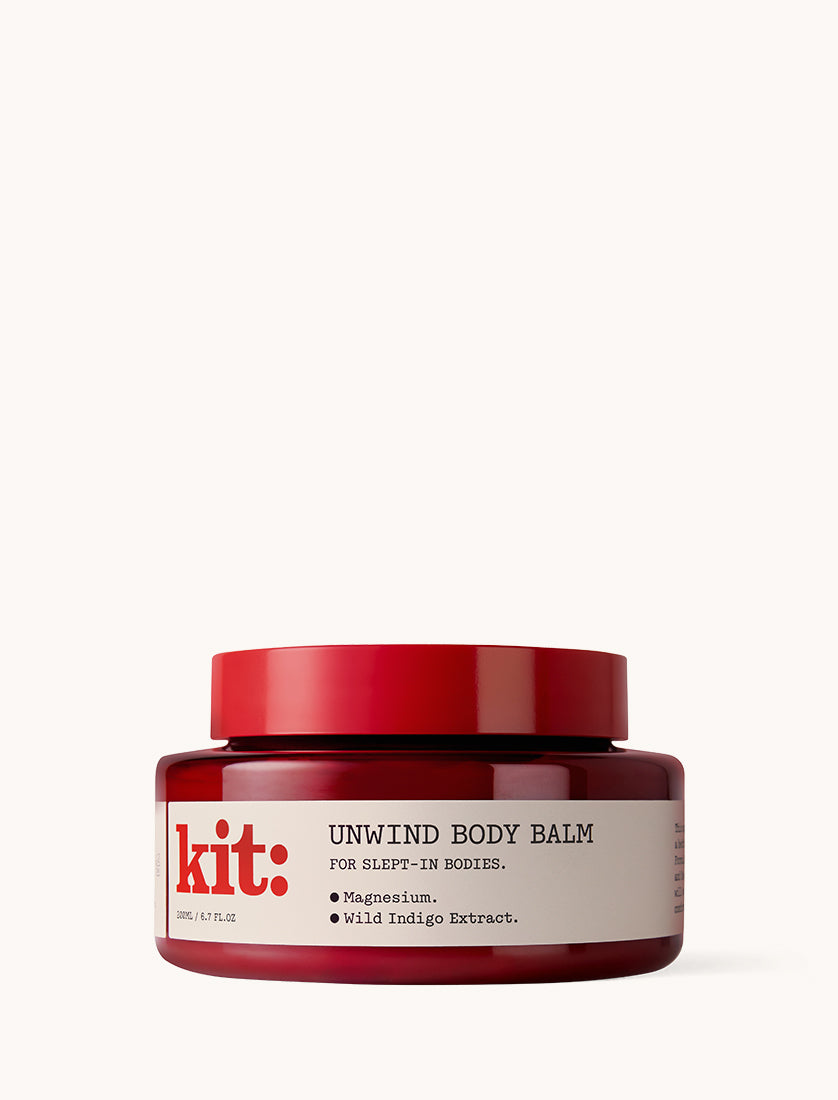 kit:
200ML / 6.7 FL.OZ
UNWIND BODY BALM
FOR SLEPT-IN BODIES.
● Magnesium.
● Wild Indigo Extract.